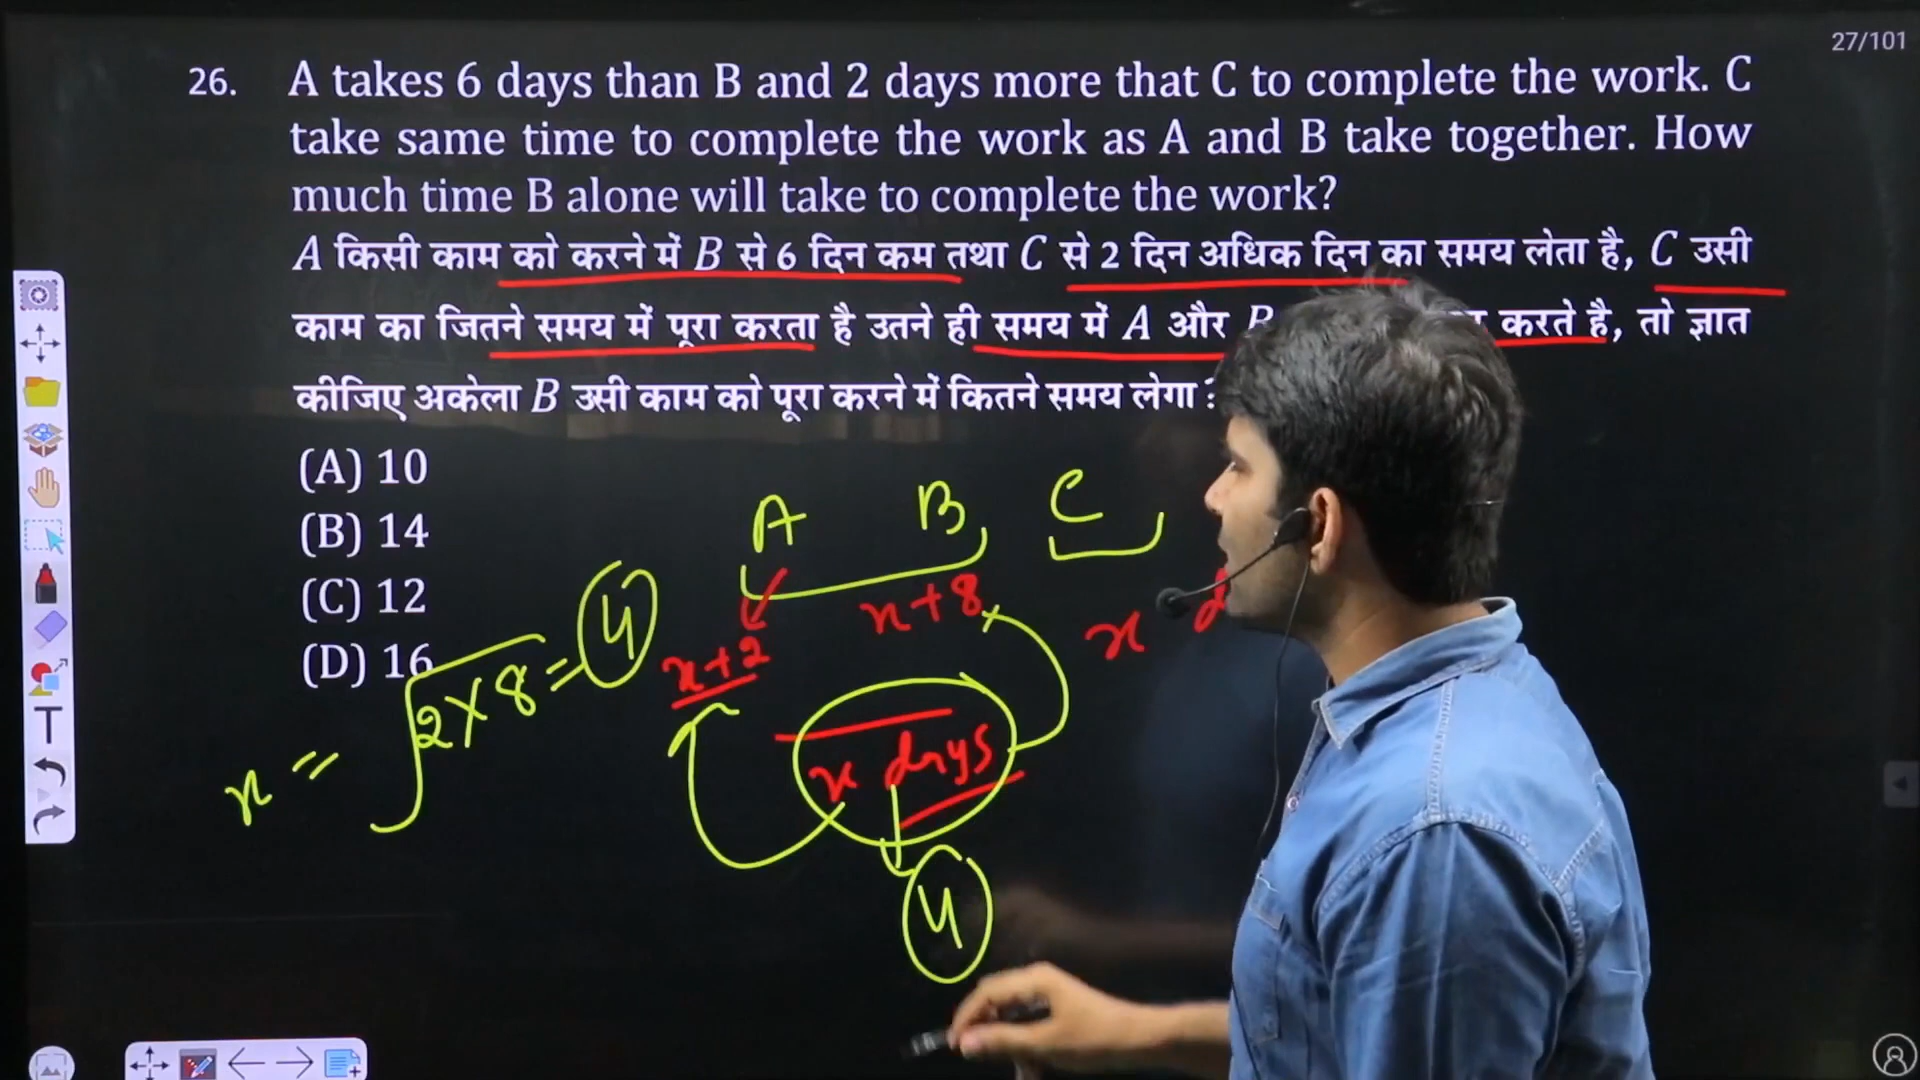 27/101
26. A takes 6 days than B and 2 days more that C to complete the work. C
take same time to complete the work as A and B take together. How
much time B alone will take to complete the work?
A किसी काम को करने में B से 6 दिन कम तथा C से 2 दिन अधिक दिन का समय लेता है, C उसी
काम का जितने समय में पूरा करता है उतने ही समय में A और B करते है, तो ज्ञात
कीजिए अकेला B उसी काम को पूरा करने में कितने समय लेगा ?
(A) 10
(B) 14
(C) 12
(D) 16
A B C
x+2 x+8 x d
x days
4
x = √2×8 = 4
T